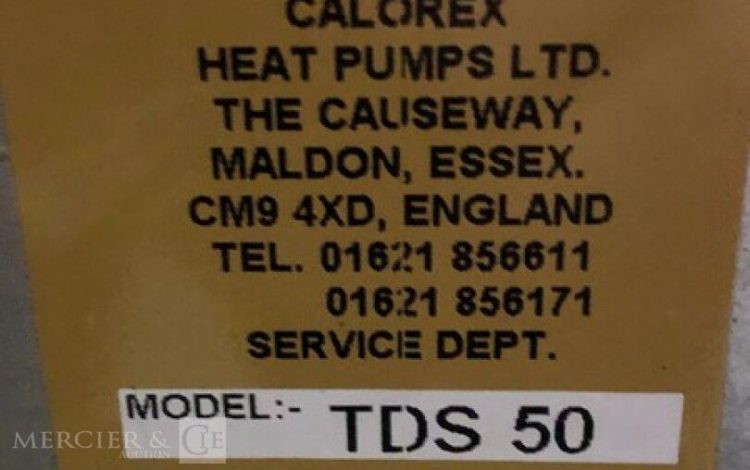 CALOREX
HEAT PUMPS LTD.
THE CAUSEWAY,
MALDON, ESSEX.
CM9 4XD, ENGLAND
TEL. 01621 856611
01621 856171
SERVICE DEPT.
MODEL:- TDS 50
MERCIER & CIE
AUCTION